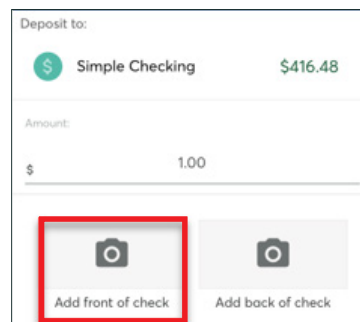 Deposit to:
$ Simple Checking $416.48
Amount:
$ 1.00
Add front of check Add back of check